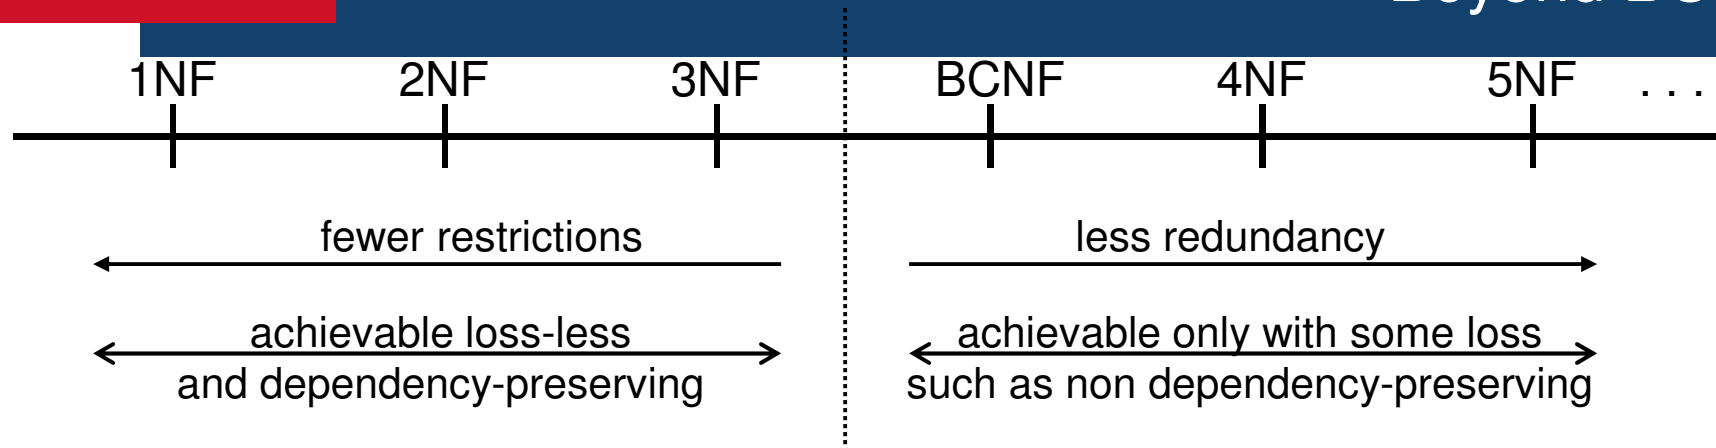 1NF 2NF 3NF BCNF 4NF 5NF . . .
fewer restrictions
less redundancy
achievable loss-less
and dependency-preserving
achievable only with some loss
such as non dependency-preserving